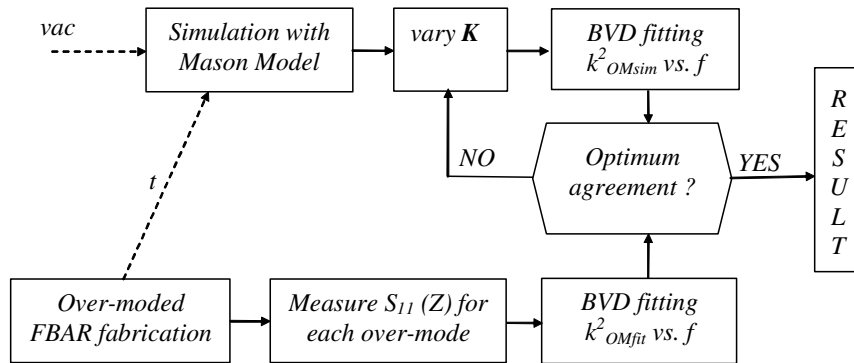 vac
Simulation with
Mason Model
vary K
BVD fitting
k²OMsim vs. f
R
E
S
U
L
T
NO
Optimum
agreement ?
YES
t
Over-moded
FBAR fabrication
Measure S11 (Z) for
each over-mode
BVD fitting
k²OMfit vs. f